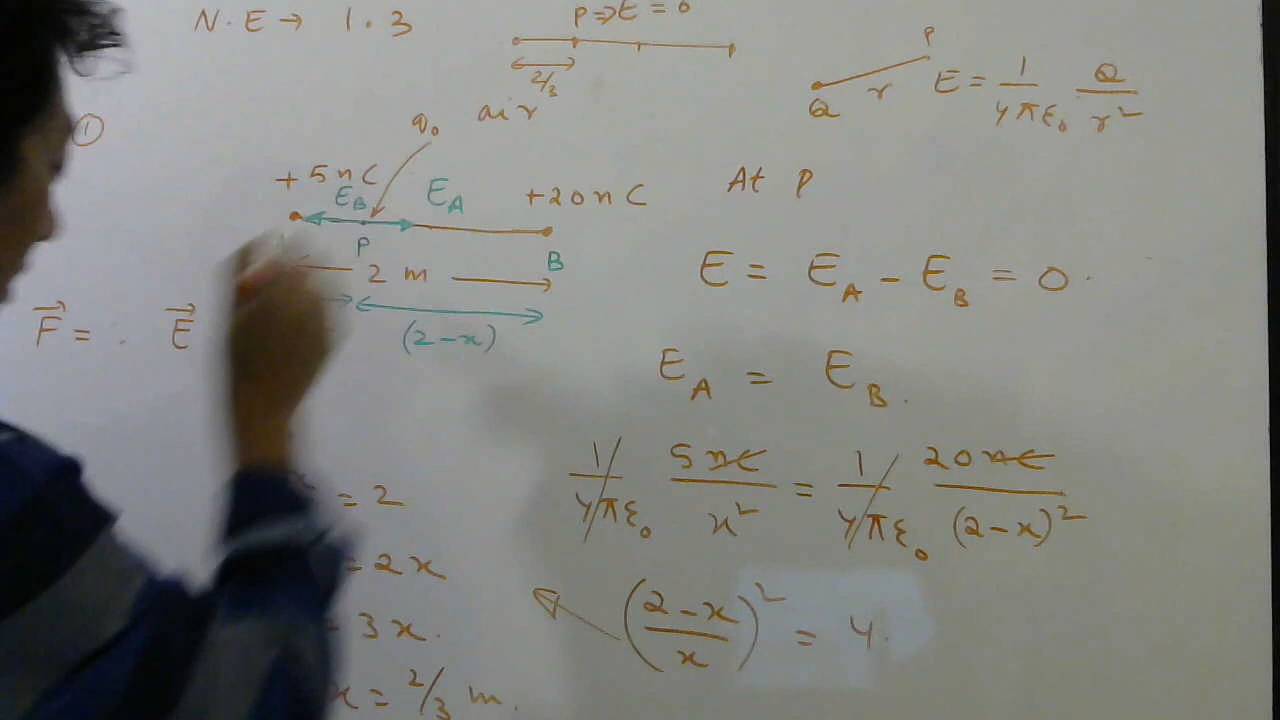 N.E → 1.3
P ⇒ E = 0
2/3
air
①
q₀
+5nC
E_B
E_A
+20nC
P
B
2 m
(2-x)
F⃗ = . E⃗
= 2
= 2x
3x.
x = 2/3 m.
P
Q
r
E = 1/4πε₀ Q/r²
At P
E = E_A - E_B = 0.
E_A = E_B.
1/4πε₀ 5nC/x² = 1/4πε₀ 20nC/(2-x)²
((2-x)/x)² = 4.